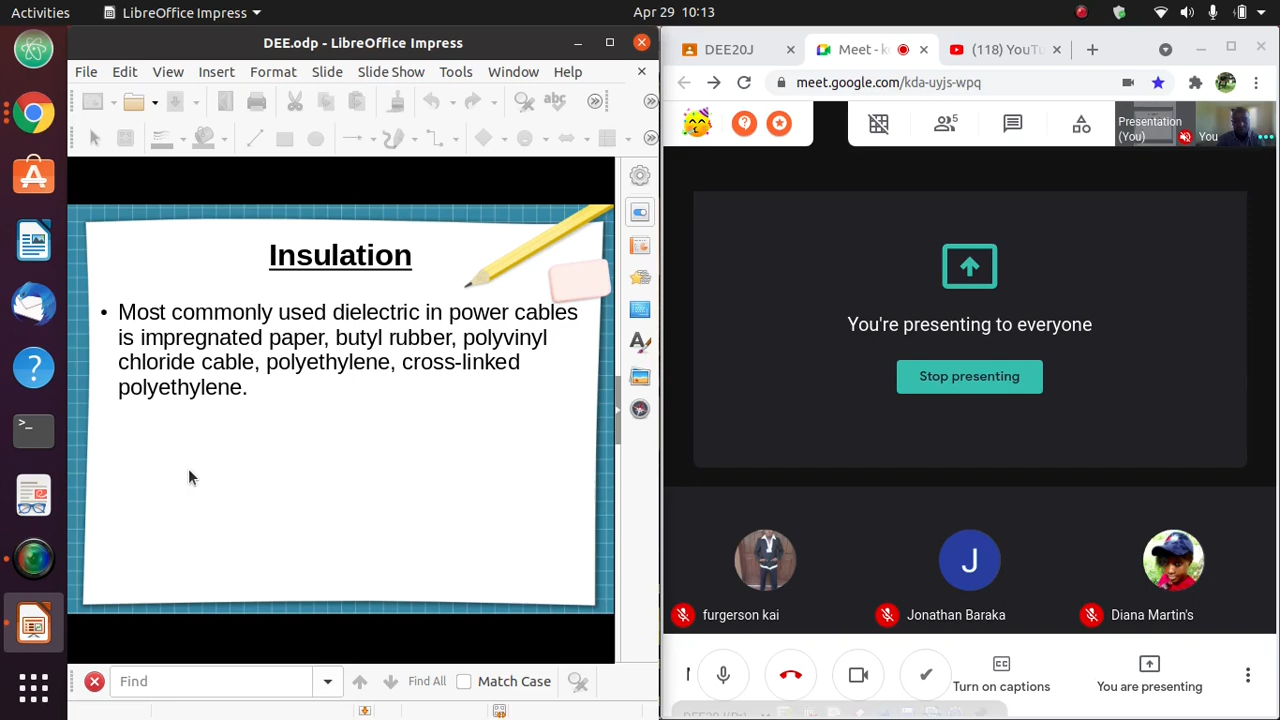 Activities
LibreOffice Impress
Apr 29 10:13
DEE.odp - LibreOffice Impress
File Edit View Insert Format Slide Slide Show Tools Window Help
abc
Insulation
• Most commonly used dielectric in power cables
is impregnated paper, butyl rubber, polyvinyl
chloride cable, polyethylene, cross-linked
polyethylene.
Find
Find All
Match Case
DEE20J
Meet - k
(118) YouTu
meet.google.com/kda-uyjs-wpq
5
Presentation
(You)
You
You're presenting to everyone
Stop presenting
J
furgerson kai
Jonathan Baraka
Diana Martin's
Turn on captions
You are presenting